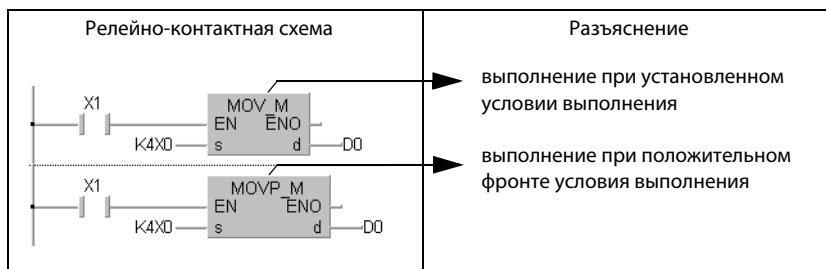 Релейно-контактная схема
Разъяснение
X1
MOV_M
EN ENO
K4X0 s d D0
выполнение при установленном
условии выполнения
X1
MOVP_M
EN ENO
K4X0 s d D0
выполнение при положительном
фронте условия выполнения